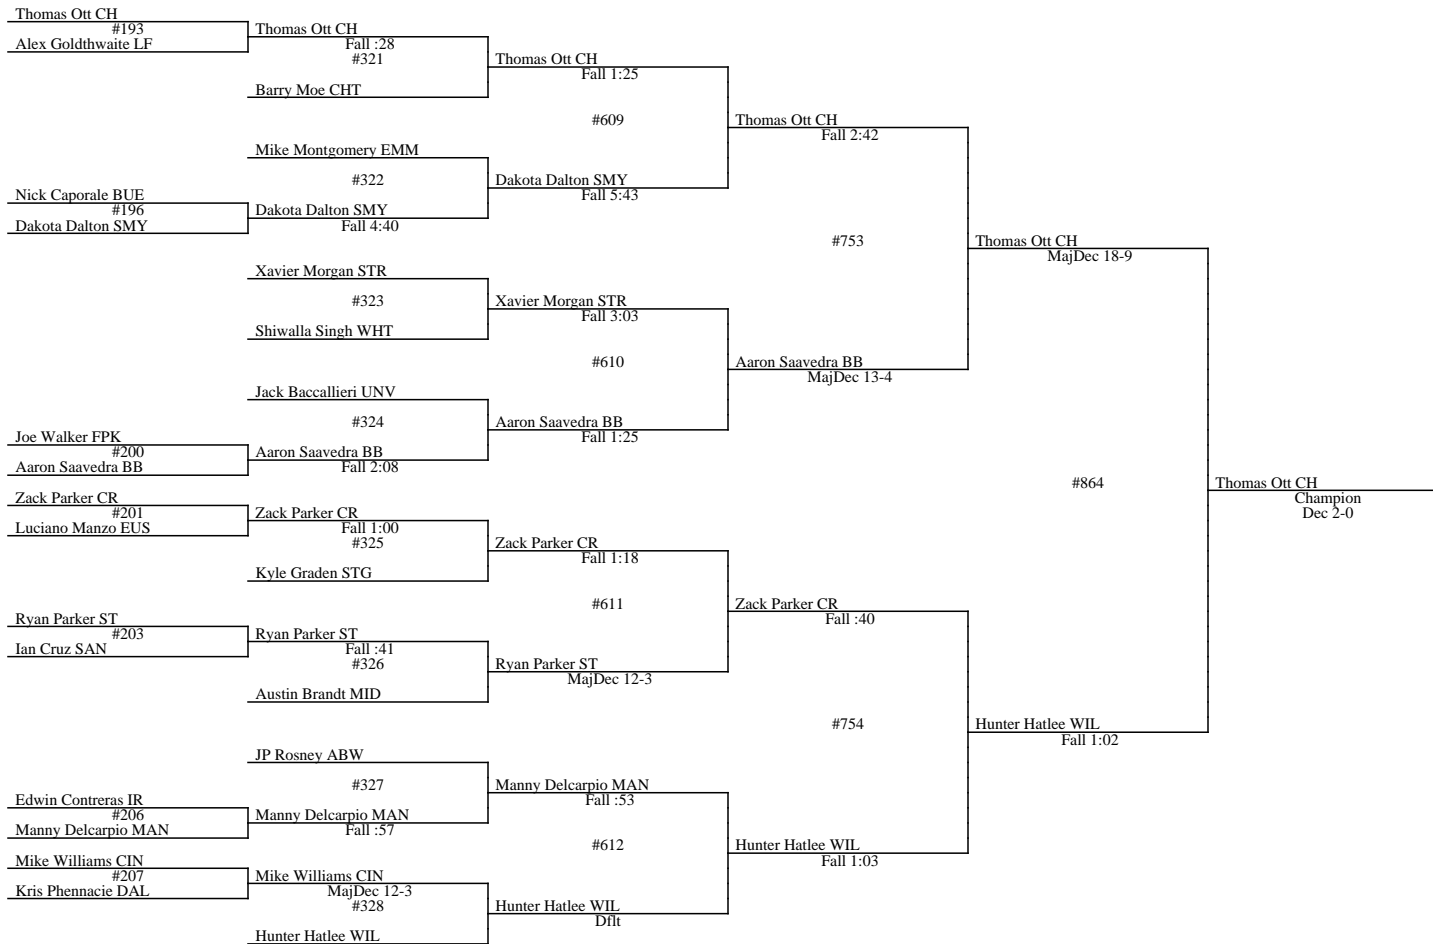 Thomas Ott CH
#193
Alex Goldthwaite LF
Thomas Ott CH
Fall :28
#321
Barry Moe CHT
Thomas Ott CH
Fall 1:25
#609
Mike Montgomery EMM
#322
Nick Caporale BUE
#196
Dakota Dalton SMY
Dakota Dalton SMY
Fall 4:40
Dakota Dalton SMY
Fall 5:43
Thomas Ott CH
Fall 2:42
#753
Xavier Morgan STR
#323
Shiwalla Singh WHT
Xavier Morgan STR
Fall 3:03
#610
Jack Baccallieri UNV
#324
Joe Walker FPK
#200
Aaron Saavedra BB
Aaron Saavedra BB
Fall 2:08
Aaron Saavedra BB
Fall 1:25
Aaron Saavedra BB
MajDec 13-4
Thomas Ott CH
MajDec 18-9
#864
Zack Parker CR
#201
Luciano Manzo EUS
Zack Parker CR
Fall 1:00
#325
Kyle Graden STG
Zack Parker CR
Fall 1:18
#611
Ryan Parker ST
#203
Ian Cruz SAN
Ryan Parker ST
Fall :41
#326
Austin Brandt MID
Ryan Parker ST
MajDec 12-3
Zack Parker CR
Fall :40
#754
JP Rosney ABW
#327
Edwin Contreras IR
#206
Manny Delcarpio MAN
Manny Delcarpio MAN
Fall :57
Manny Delcarpio MAN
Fall :53
#612
Mike Williams CIN
#207
Kris Phennacie DAL
Mike Williams CIN
MajDec 12-3
#328
Hunter Hatlee WIL
Hunter Hatlee WIL
Dflt
Hunter Hatlee WIL
Fall 1:03
Hunter Hatlee WIL
Fall 1:02
Thomas Ott CH
Champion
Dec 2-0